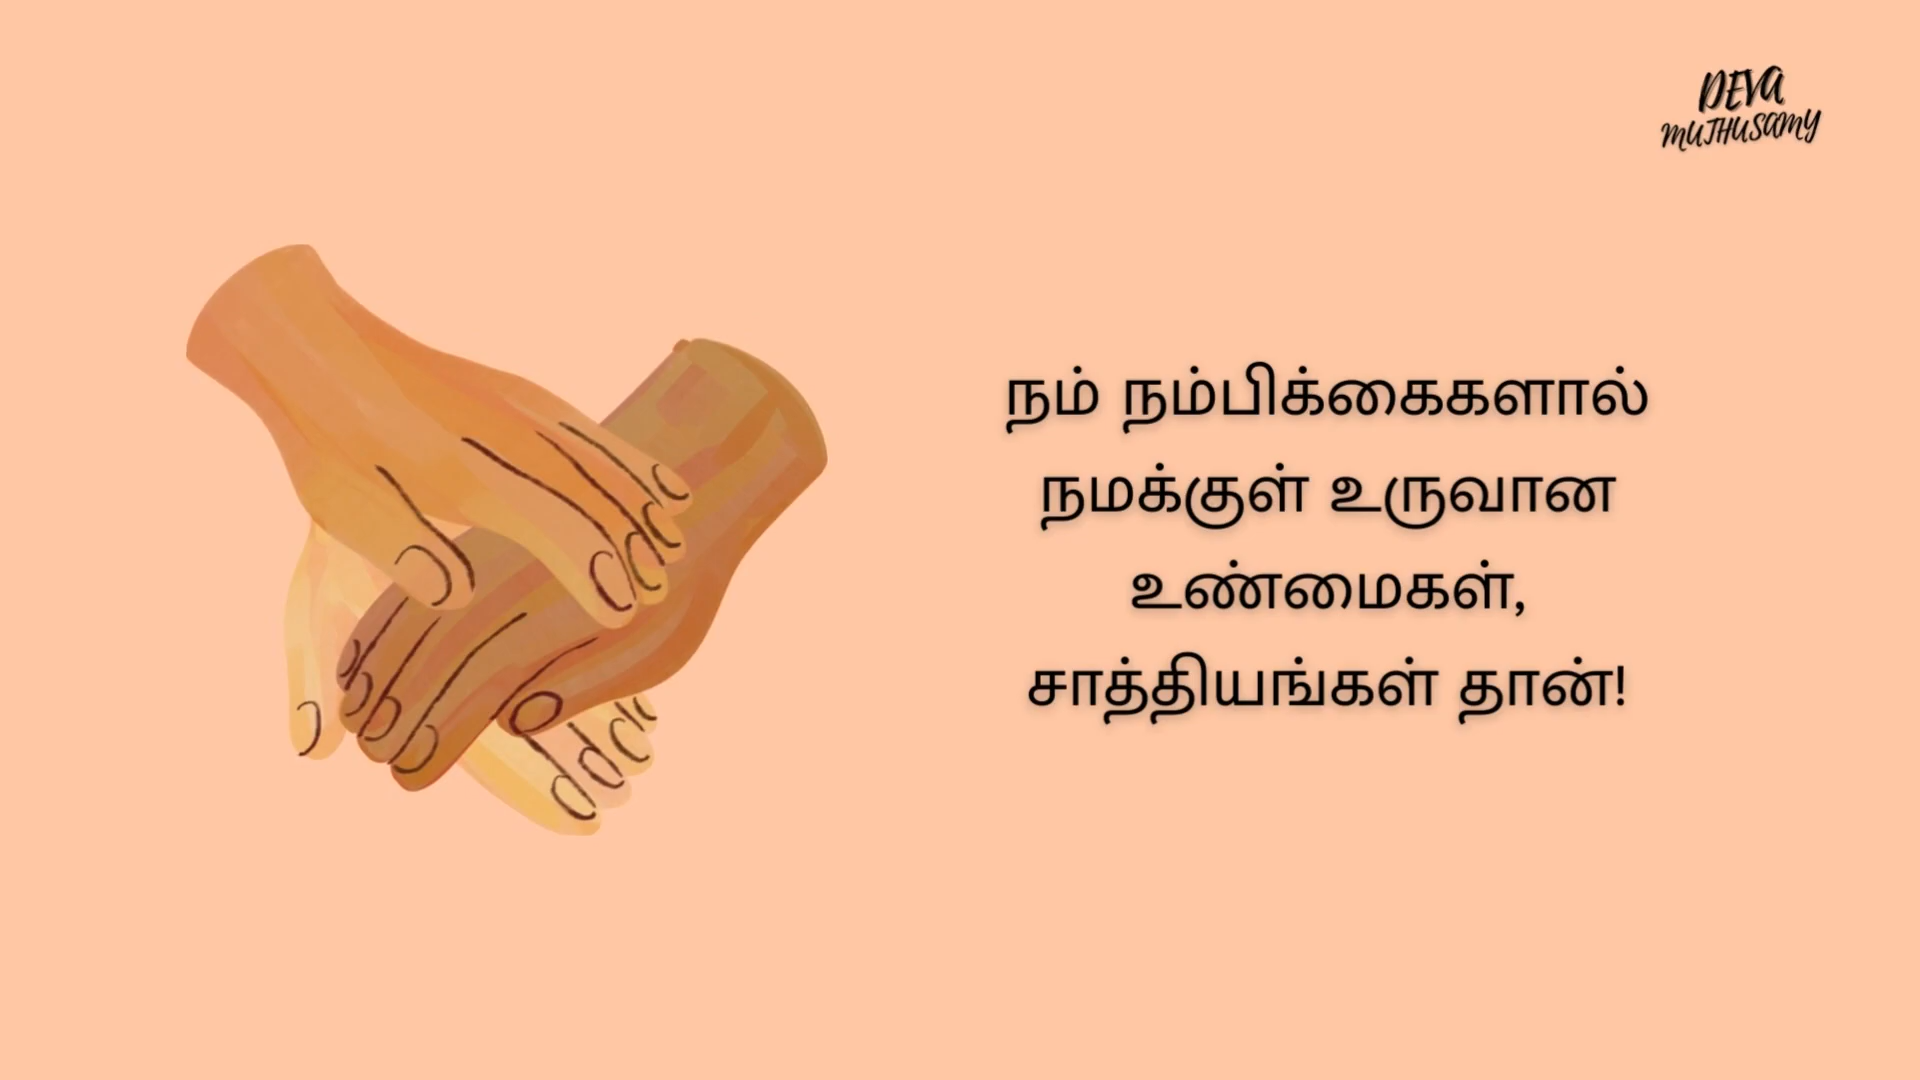 DEVA
MUTHUSAMY
நம் நம்பிக்கைகளால்
நமக்குள் உருவான
உண்மைகள்,
சாத்தியங்கள் தான்!